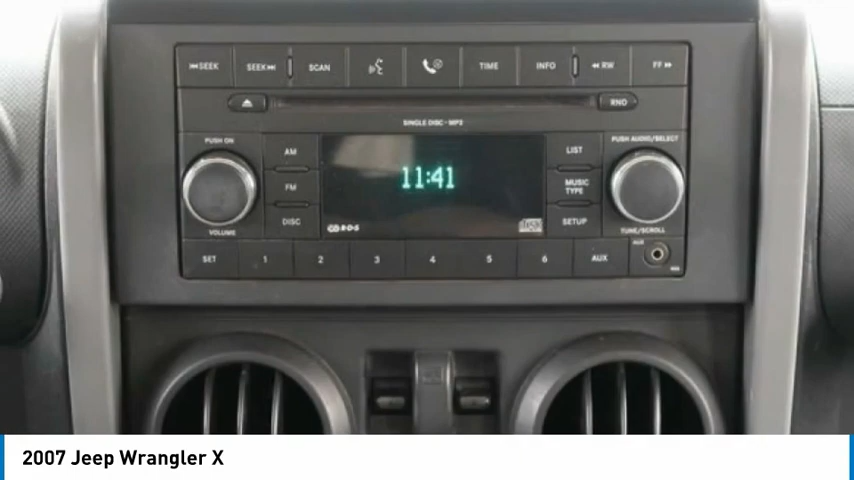 SEEK SEEK SCAN TIME INFO RW FF
RND
SINGLE DISC - MP3
PUSH ON PUSH AUDIO/SELECT
AM LIST
11:41
FM MUSIC
TYPE
DISC SETUP
R·D·S disc
VOLUME TUNE/SCROLL
AUX
SET 1 2 3 4 5 6 AUX
2007 Jeep Wrangler X